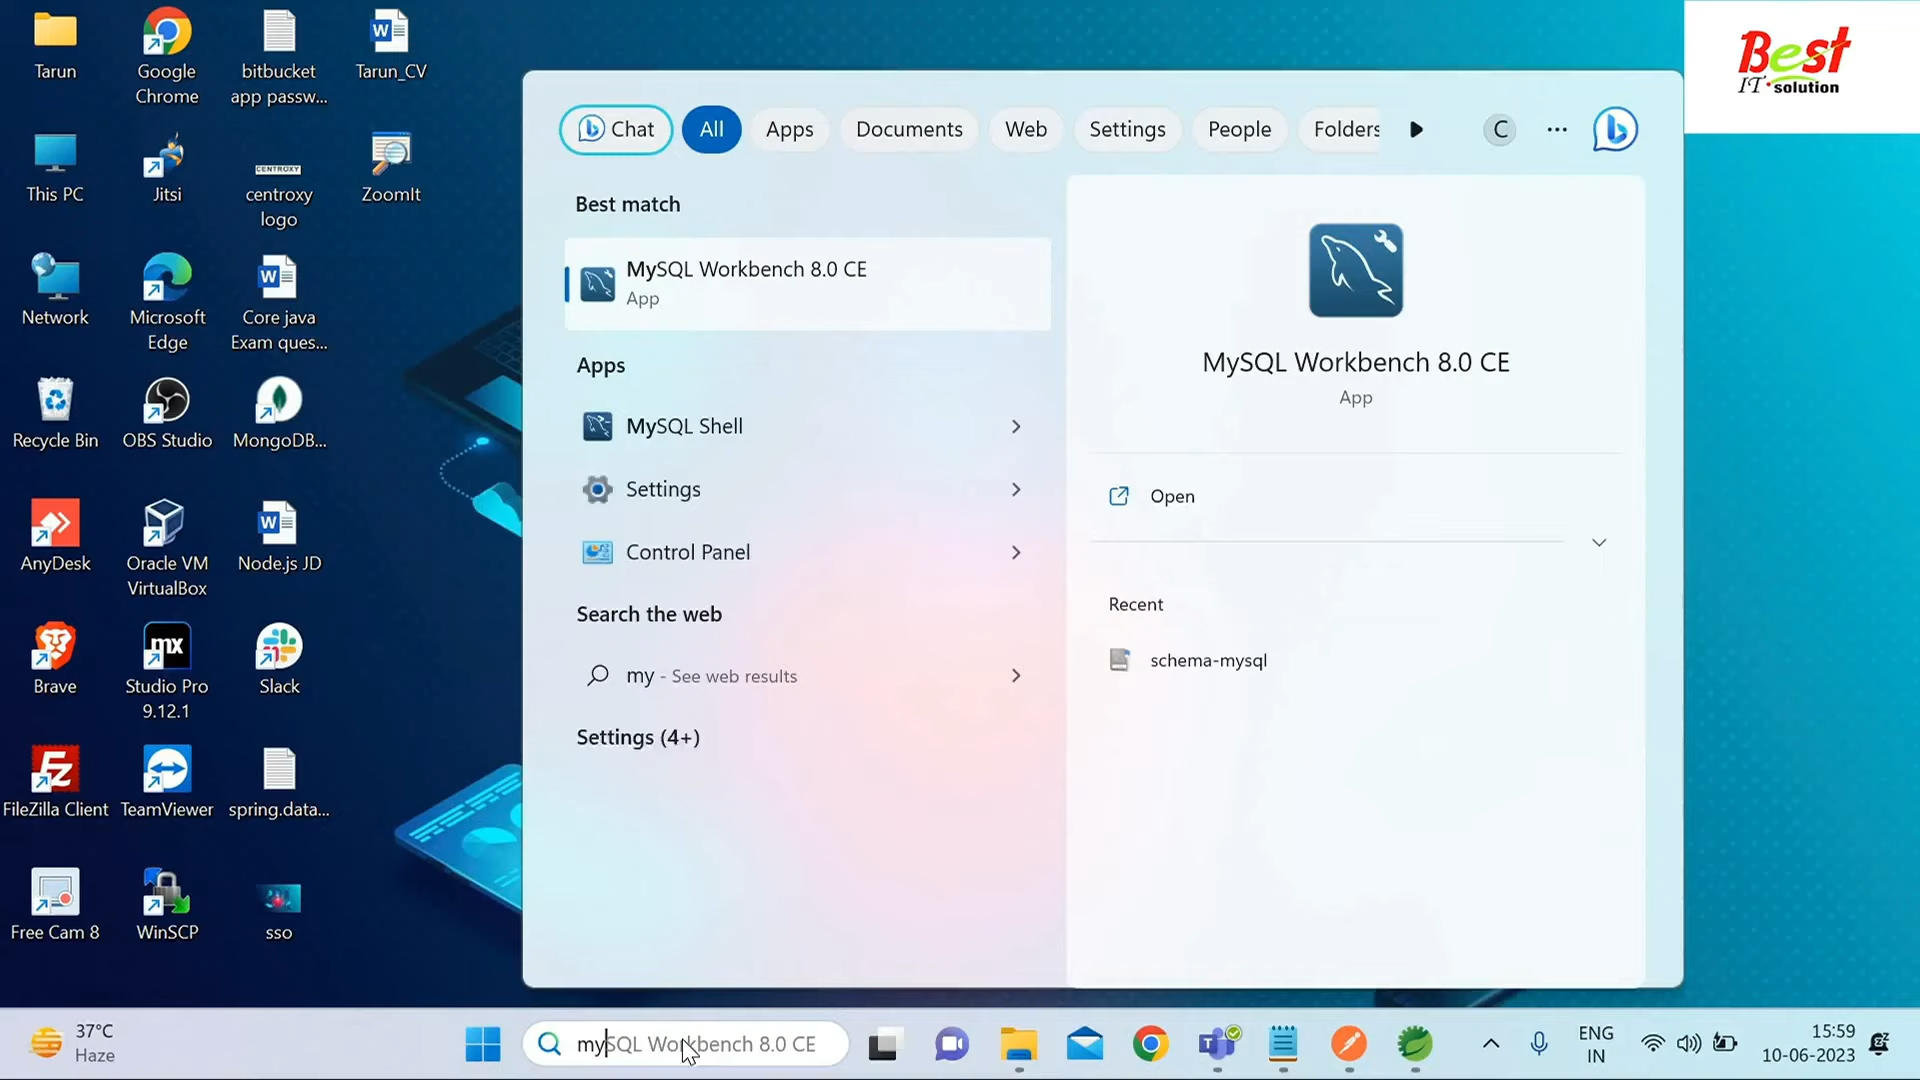 Tarun
Google
Chrome
bitbucket
app passw...
Tarun_CV
This PC
Jitsi
CENTROXY
centroxy
logo
ZoomIt
Network
Microsoft
Edge
Core java
Exam ques...
Recycle Bin
OBS Studio
MongoDB...
AnyDesk
Oracle VM
VirtualBox
Node.js JD
Brave
mx
Studio Pro
9.12.1
Slack
FileZilla Client
TeamViewer
spring.data...
Free Cam 8
WinSCP
sso
Best
IT solution
Chat
All
Apps
Documents
Web
Settings
People
Folders
C
Best match
MySQL Workbench 8.0 CE
App
Apps
MySQL Shell
Settings
Control Panel
Search the web
my - See web results
Settings (4+)
MySQL Workbench 8.0 CE
App
Open
Recent
schema-mysql
37°C
Haze
mySQL Workbench 8.0 CE
ENG
IN
15:59
10-06-2023